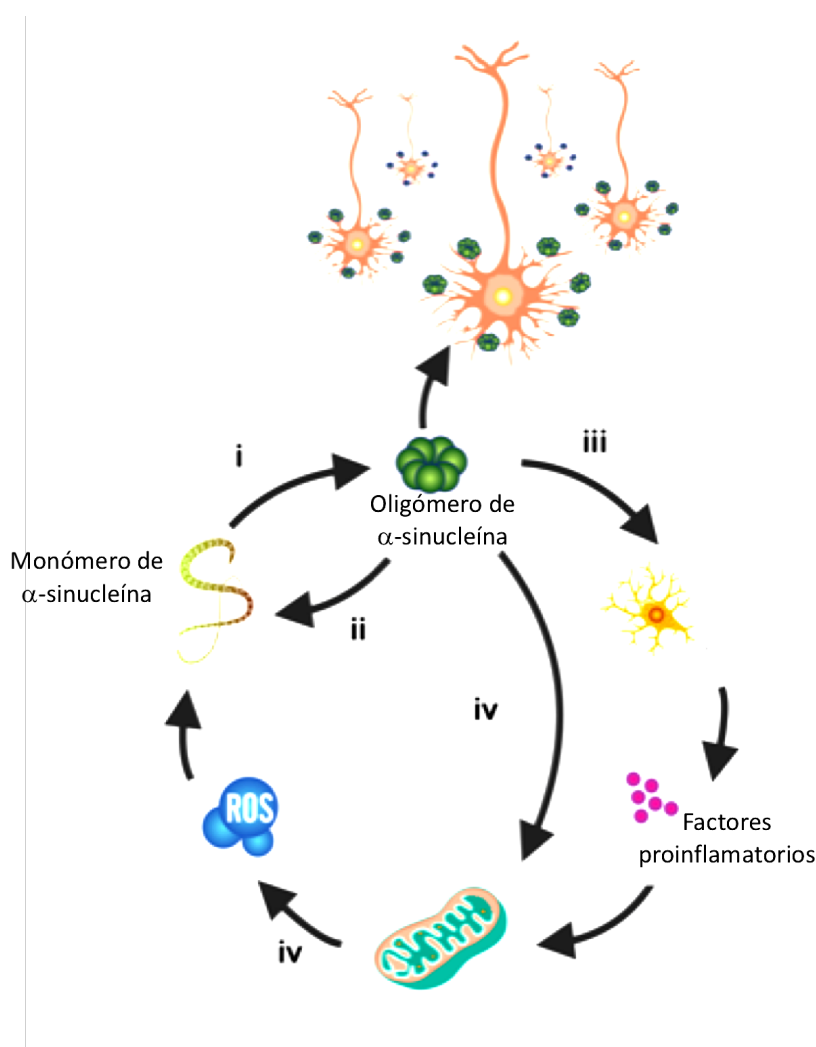 i
iii
Oligómero de
α-sinucleína
Monómero de
α-sinucleína
ii
iv
ROS
Factores
proinflamatorios
iv